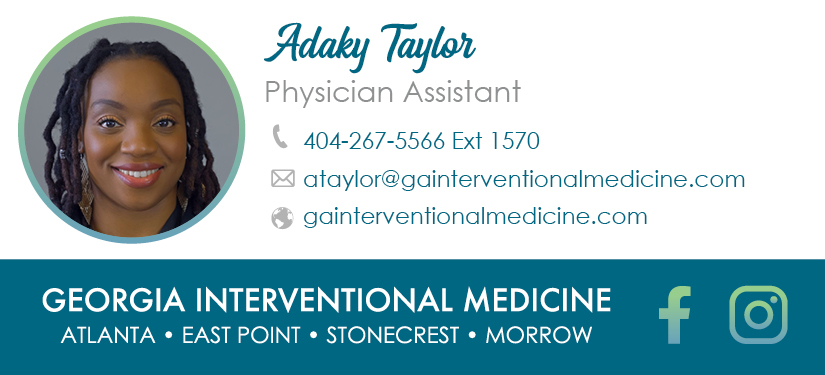 Adaky Taylor
Physician Assistant
404-267-5566 Ext 1570
ataylor@gainterventionalmedicine.com
gainterventionalmedicine.com
GEORGIA INTERVENTIONAL MEDICINE
ATLANTA • EAST POINT • STONECREST • MORROW